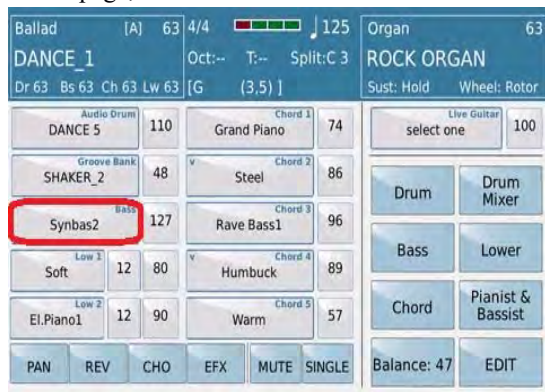 Ballad [A] 63
DANCE_1
Dr 63 Bs 63 Ch 63 Lw 63
4/4 125
Oct:-- T:-- Split:C 3
[G (3,5) ]
Organ 63
ROCK ORGAN
Sust: Hold Wheel: Rotor
Audio Drum
DANCE 5 110
Groove Bank
SHAKER_2 48
Bass
Synbas2 127
Low 1
Soft 12 80
Low 2
El.Piano1 12 90
Chord 1
Grand Piano 74
v Chord 2
Steel 86
Chord 3
Rave Bass1 96
v Chord 4
Humbuck 89
Chord 5
Warm 57
Live Guitar
select one 100
Drum
Drum
Mixer
Bass
Lower
Chord
Pianist &
Bassist
Balance: 47
EDIT
PAN REV CHO EFX MUTE SINGLE